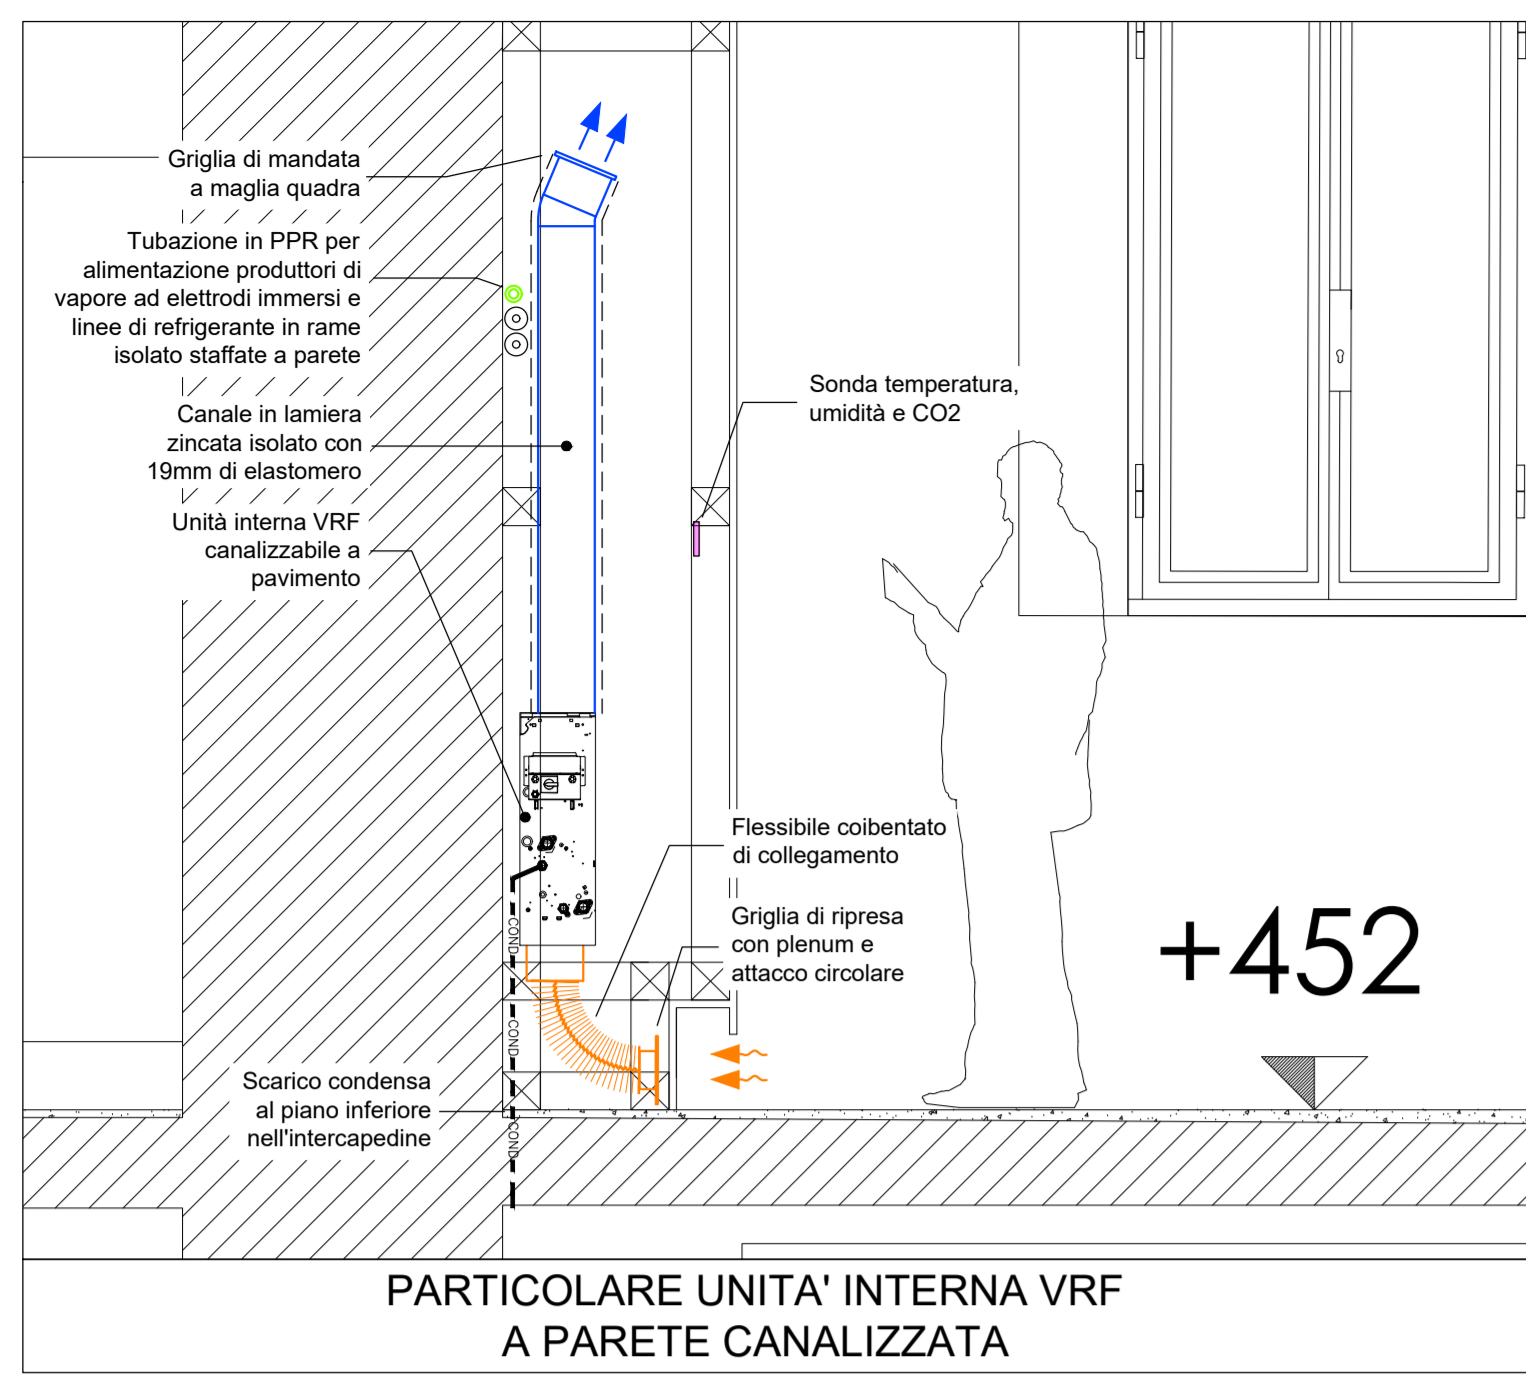 Griglia di mandata
a maglia quadra
Tubazione in PPR per
alimentazione produttori di
vapore ad elettrodi immersi e
linee di refrigerante in rame
isolato staffate a parete
Canale in lamiera
zincata isolato con
19mm di elastomero
Unità interna VRF
canalizzabile a
pavimento
Sonda temperatura,
umidità e CO2
Flessibile coibentato
di collegamento
Griglia di ripresa
con plenum e
attacco circolare
+452
COND
COND
COND
Scarico condensa
al piano inferiore
nell'intercapedine
PARTICOLARE UNITA' INTERNA VRF
A PARETE CANALIZZATA